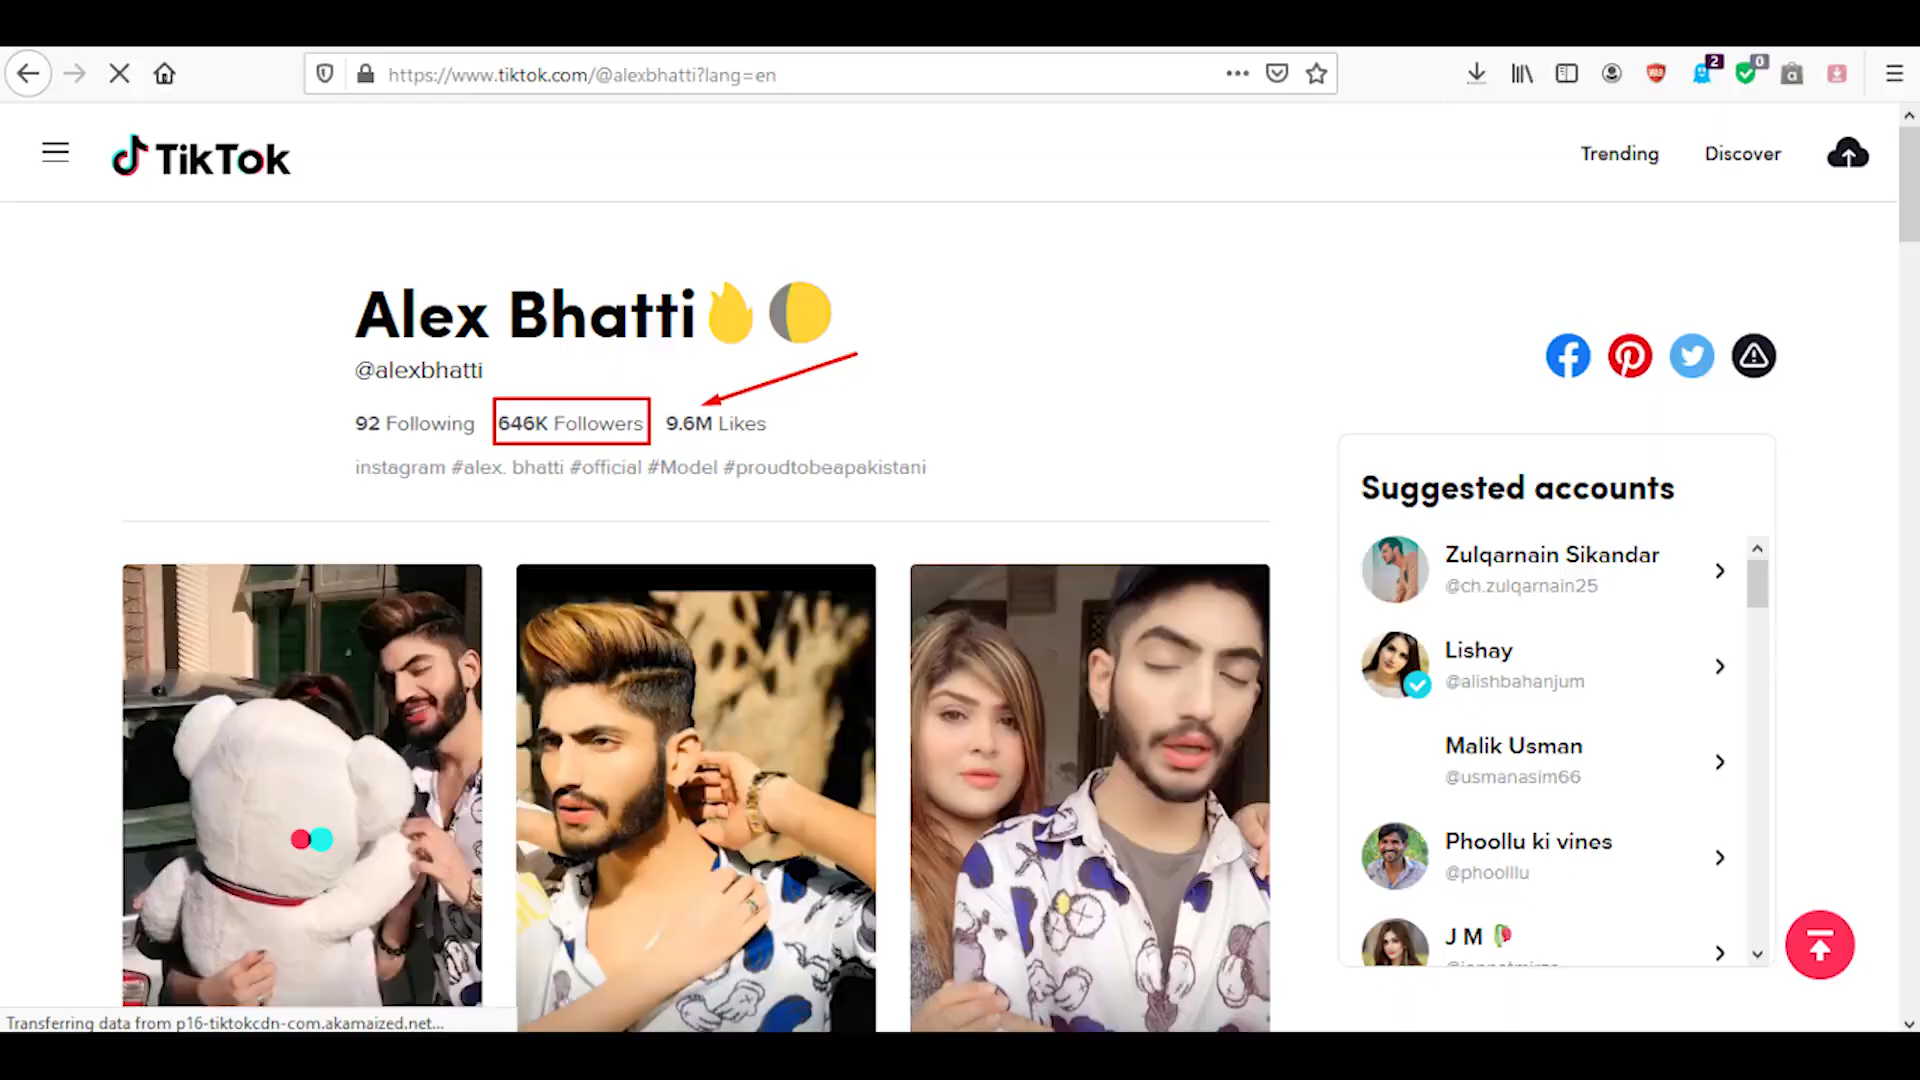 https://www.tiktok.com/@alexbhatti?lang=en
2
0
TikTok
Trending
Discover
Alex Bhatti
@alexbhatti
92 Following 646K Followers 9.6M Likes
instagram #alex. bhatti #official #Model #proudtobeapakistani
Suggested accounts
Zulqarnain Sikandar
@ch.zulqarnain25
Lishay
@alishbahanjum
Malik Usman
@usmanasim66
Phoollu ki vines
@phoolllu
J M
Transferring data from p16-tiktokcdn-com.akamaized.net...